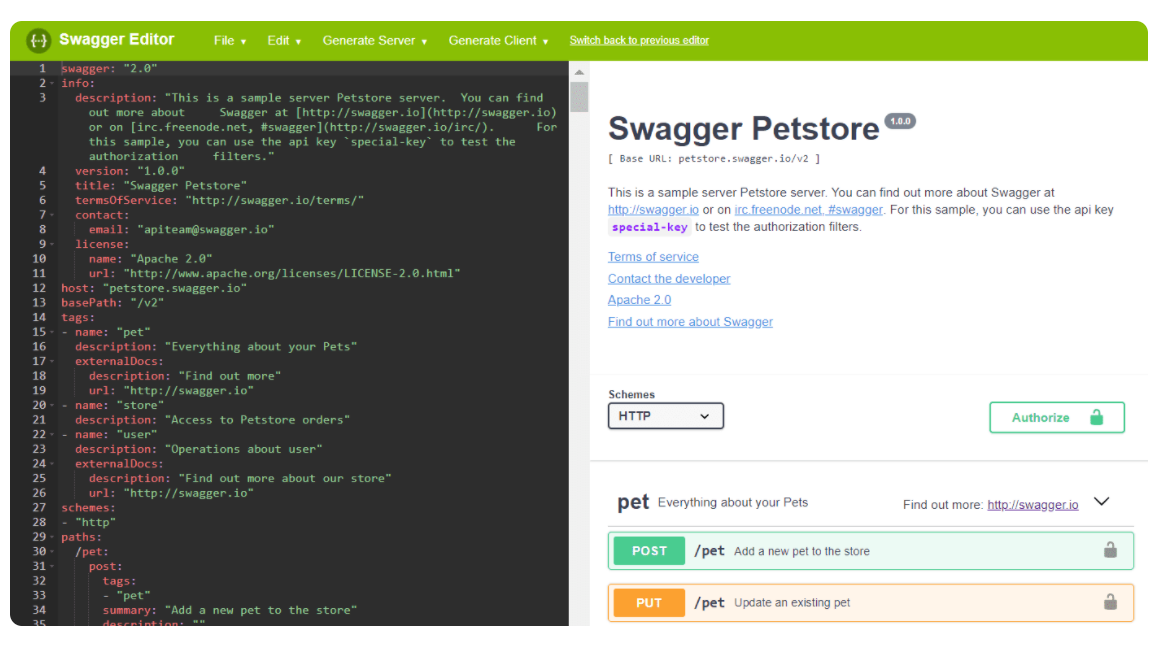 Swagger Editor File Edit Generate Server Generate Client Switch back to previous editor
1 swagger: "2.0"
2 info:
3 description: "This is a sample server Petstore server. You can find
out more about Swagger at [http://swagger.io](http://swagger.io)
or on [irc.freenode.net, #swagger](http://swagger.io/irc/). For
this sample, you can use the api key `special-key` to test the
authorization filters."
4 version: "1.0.0"
5 title: "Swagger Petstore"
6 termsOfService: "http://swagger.io/terms/"
7 contact:
8 email: "apiteam@swagger.io"
9 license:
10 name: "Apache 2.0"
11 url: "http://www.apache.org/licenses/LICENSE-2.0.html"
12 host: "petstore.swagger.io"
13 basePath: "/v2"
14 tags:
15 - name: "pet"
16 description: "Everything about your Pets"
17 externalDocs:
18 description: "Find out more"
19 url: "http://swagger.io"
20 - name: "store"
21 description: "Access to Petstore orders"
22 - name: "user"
23 description: "Operations about user"
24 externalDocs:
25 description: "Find out more about our store"
26 url: "http://swagger.io"
27 schemes:
28 - "http"
29 paths:
30 /pet:
31 post:
32 tags:
33 - "pet"
34 summary: "Add a new pet to the store"
35 description: ""
Swagger Petstore 1.0.0
[ Base URL: petstore.swagger.io/v2 ]
This is a sample server Petstore server. You can find out more about Swagger at
http://swagger.io or on irc.freenode.net, #swagger. For this sample, you can use the api key
special-key to test the authorization filters.
Terms of service
Contact the developer
Apache 2.0
Find out more about Swagger
Schemes
HTTP
Authorize
pet Everything about your Pets Find out more: http://swagger.io
POST /pet Add a new pet to the store
PUT /pet Update an existing pet